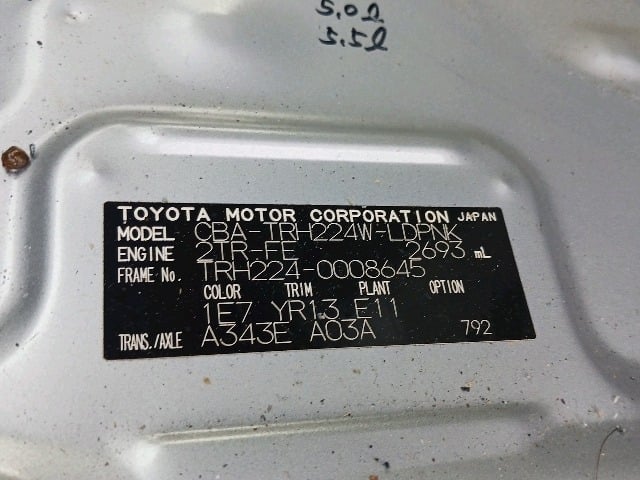 5.0ℓ
5.5ℓ
TOYOTA MOTOR CORPORATION JAPAN
MODEL CBA-TRH224W-LDPNK
ENGINE 2TR-FE 2693 mL
FRAME No. TRH224-0008645
COLOR TRIM PLANT OPTION
1E7 YR13 E11
TRANS./AXLE A343E A03A 792